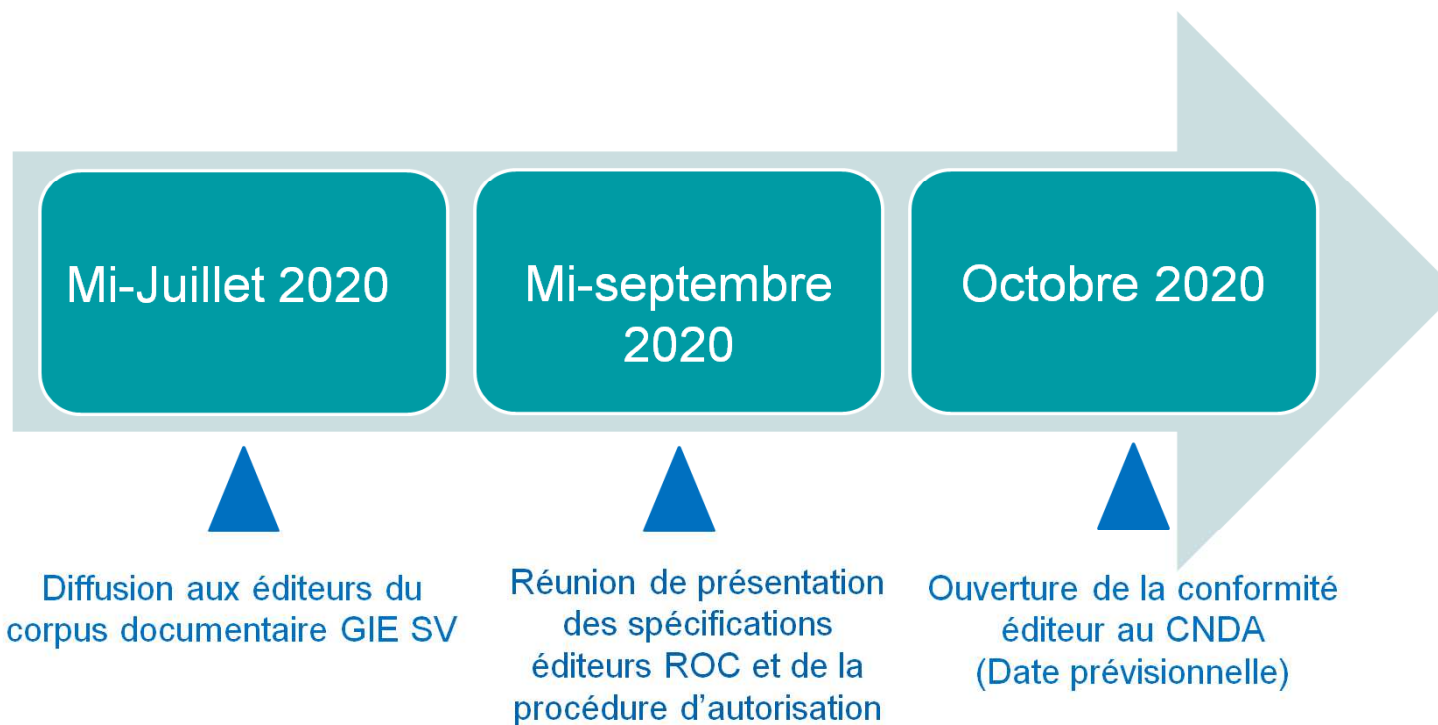 Mi-Juillet 2020
Mi-septembre
2020
Octobre 2020
Diffusion aux éditeurs du
corpus documentaire GIE SV
Réunion de présentation
des spécifications
éditeurs ROC et de la
procédure d'autorisation
Ouverture de la conformité
éditeur au CNDA
(Date prévisionnelle)